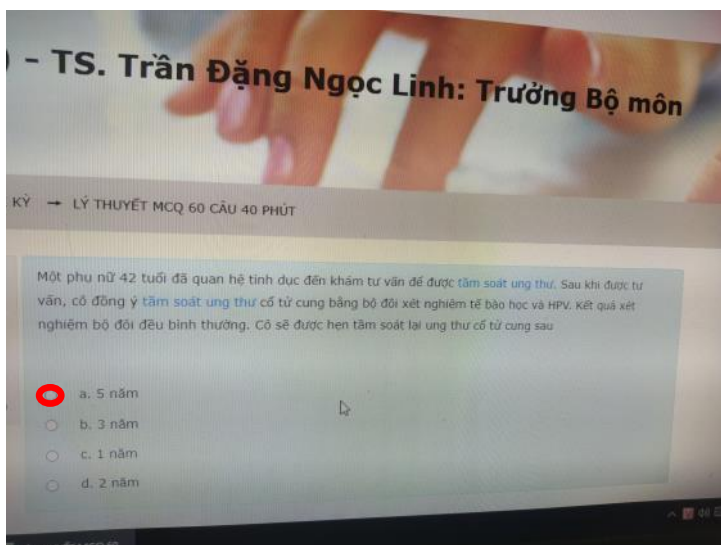 ) - TS. Trần Đặng Ngọc Linh: Trưởng Bộ môn
KỲ → LÝ THUYẾT MCQ 60 CÂU 40 PHÚT
Một phụ nữ 42 tuổi đã quan hệ tình dục đến khám tư vấn để được tầm soát ung thư. Sau khi được tư
vấn, cô đồng ý tầm soát ung thư cổ tử cung bằng bộ đôi xét nghiệm tế bào học và HPV. Kết quả xét
nghiệm bộ đôi đều bình thường. Cô sẽ được hẹn tầm soát lại ung thư cổ tử cung sau
a. 5 năm
b. 3 năm
c. 1 năm
d. 2 năm